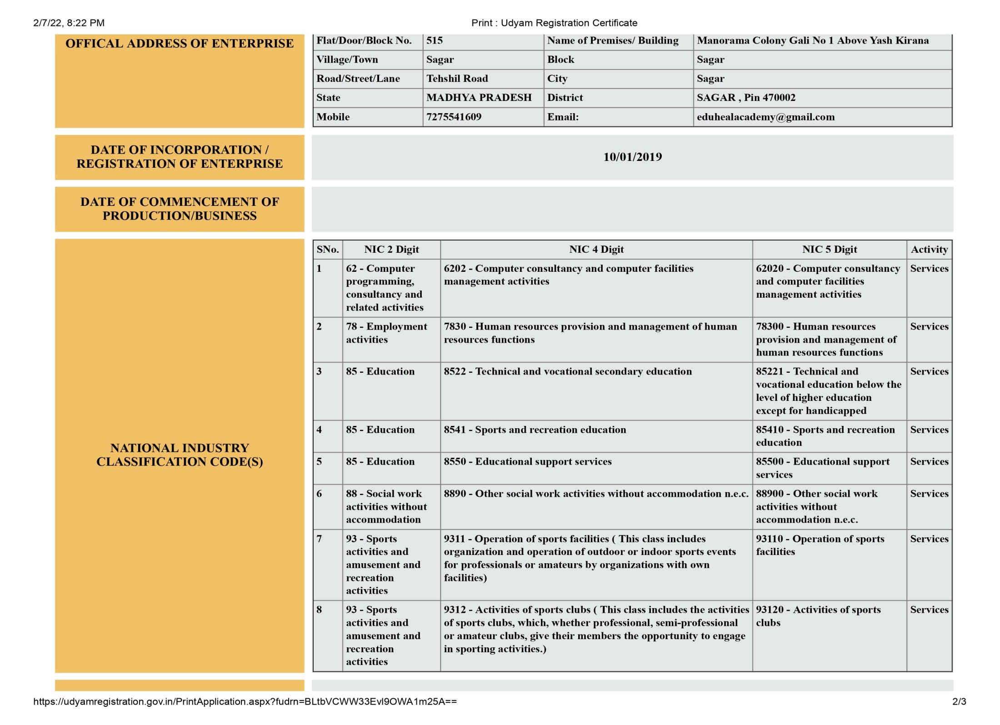 2/7/22, 8:22 PM
Print : Udyam Registration Certificate
OFFICAL ADDRESS OF ENTERPRISE
Flat/Door/Block No. 515 Name of Premises/ Building Manorama Colony Gali No 1 Above Yash Kirana
Village/Town Sagar Block Sagar
Road/Street/Lane Tehshil Road City Sagar
State MADHYA PRADESH District SAGAR , Pin 470002
Mobile 7275541609 Email: eduhealacademy@gmail.com
DATE OF INCORPORATION /
REGISTRATION OF ENTERPRISE
10/01/2019
DATE OF COMMENCEMENT OF
PRODUCTION/BUSINESS
NATIONAL INDUSTRY
CLASSIFICATION CODE(S)
SNo. NIC 2 Digit NIC 4 Digit NIC 5 Digit Activity
1
62 - Computer
programming,
consultancy and
related activities
6202 - Computer consultancy and computer facilities
management activities
62020 - Computer consultancy
and computer facilities
management activities
Services
2
78 - Employment
activities
7830 - Human resources provision and management of human
resources functions
78300 - Human resources
provision and management of
human resources functions
Services
3
85 - Education
8522 - Technical and vocational secondary education
85221 - Technical and
vocational education below the
level of higher education
except for handicapped
Services
4
85 - Education
8541 - Sports and recreation education
85410 - Sports and recreation
education
Services
5
85 - Education
8550 - Educational support services
85500 - Educational support
services
Services
6
88 - Social work
activities without
accommodation
8890 - Other social work activities without accommodation n.e.c.
88900 - Other social work
activities without
accommodation n.e.c.
Services
7
93 - Sports
activities and
amusement and
recreation
activities
9311 - Operation of sports facilities ( This class includes
organization and operation of outdoor or indoor sports events
for professionals or amateurs by organizations with own
facilities)
93110 - Operation of sports
facilities
Services
8
93 - Sports
activities and
amusement and
recreation
activities
9312 - Activities of sports clubs ( This class includes the activities
of sports clubs, which, whether professional, semi-professional
or amateur clubs, give their members the opportunity to engage
in sporting activities.)
93120 - Activities of sports
clubs
Services
https://udyamregistration.gov.in/PrintApplication.aspx?fudrn=BLtbVCWW33EvI9OWA1m25A==
2/3